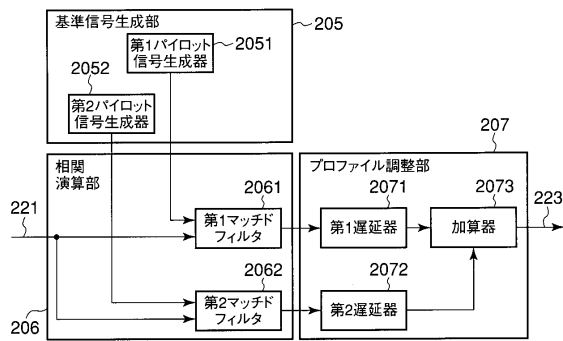 基準信号生成部
205
第1パイロット
信号生成器
2051
2052
第2パイロット
信号生成器
207
相関
演算部
プロファイル調整部
2061
2071
2073
221
223
第1マッチド
フィルタ
第1遅延器
加算器
2062
2072
第2マッチド
フィルタ
第2遅延器
206